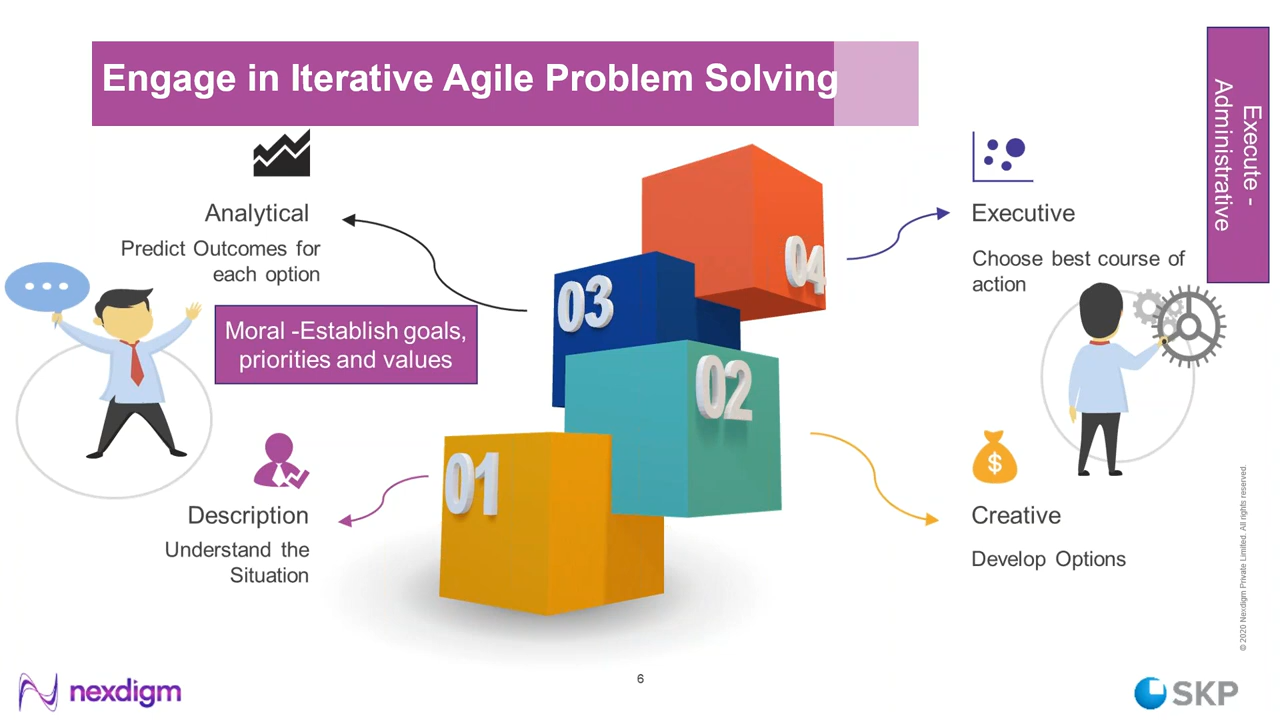 Engage in Iterative Agile Problem Solving
Execute -
Administrative
Analytical
Predict Outcomes for
each option
Moral -Establish goals,
priorities and values
Description
Understand the
Situation
01
02
03
04
Executive
Choose best course of
action
$
Creative
Develop Options
© 2020 Nexdigm Private Limited. All rights reserved.
nexdigm
6
SKP